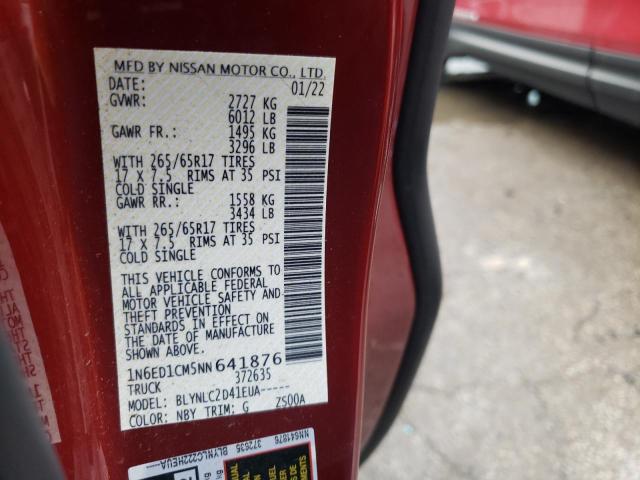 MFD BY NISSAN MOTOR CO., LTD.
DATE: 01/22
GVWR: 2727 KG
6012 LB
GAWR FR.: 1495 KG
3296 LB
WITH 265/65R17 TIRES
17 X 7.5 RIMS AT 35 PSI
COLD SINGLE
GAWR RR.: 1558 KG
3434 LB
WITH 265/65R17 TIRES
17 X 7.5 RIMS AT 35 PSI
COLD SINGLE
THIS VEHICLE CONFORMS TO
ALL APPLICABLE FEDERAL
MOTOR VEHICLE SAFETY AND
THEFT PREVENTION
STANDARDS IN EFFECT ON
THE DATE OF MANUFACTURE
SHOWN ABOVE.
1N6ED1CM5NN641876
TRUCK 372635
MODEL: BLYNLC2D41EUA-----
COLOR: NBY TRIM: G ZS00A
NN641876 372635
BLYNLC222HEUA